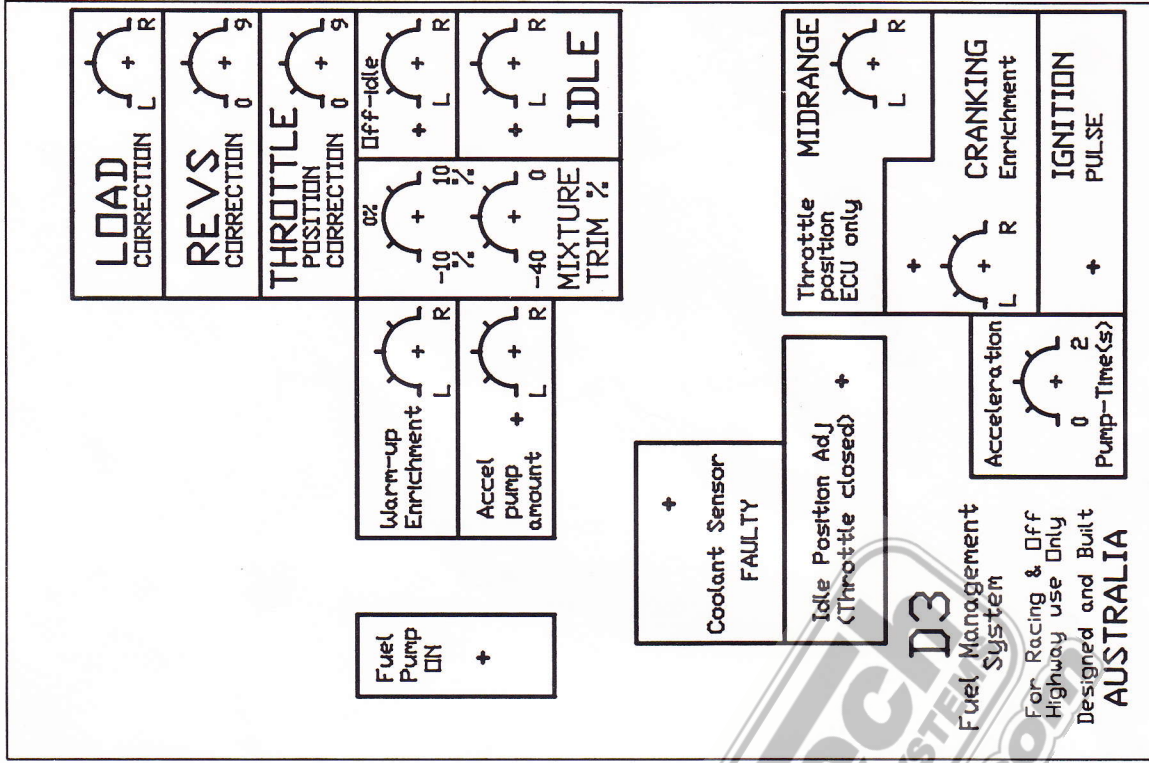 LOAD
CORRECTION
L R
REVS
CORRECTION
0 9
THROTTLE
POSITION
CORRECTION
0 9
Fuel
Pump
ON
Warm-up
Enrichment
L R
Accel
pump
amount
L R
0%
-10 % 10 %
-40 0
MIXTURE
TRIM %
Off-Idle
L R
L R
IDLE
Coolant Sensor
FAULTY
Idle Position Adj
(Throttle closed)
Throttle
position
ECU only
MIDRANGE
L R
L R
CRANKING
Enrichment
IGNITION
PULSE
D3
Fuel Management
System
For Racing & Off
Highway use Only
Designed and Built
AUSTRALIA
Acceleration
0 2
Pump-Time(s)